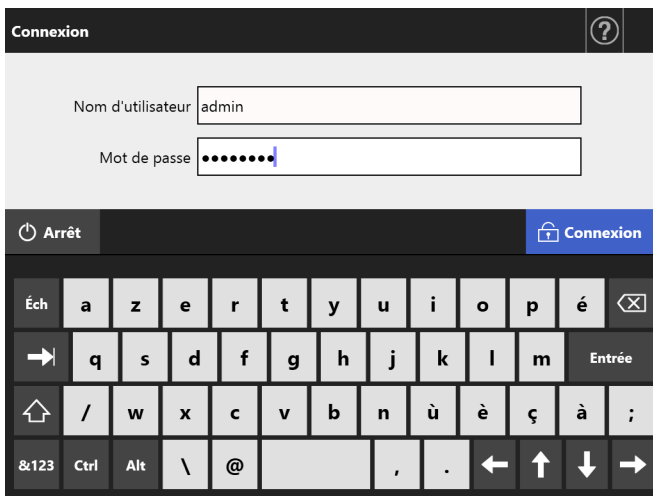 Connexion ?
Nom d'utilisateur admin
Mot de passe ••••••••
Arrêt Connexion
Éch a z e r t y u i o p é
q s d f g h j k l m Entrée
/ w x c v b n ù è ç à ;
&123 Ctrl Alt \ @ , .